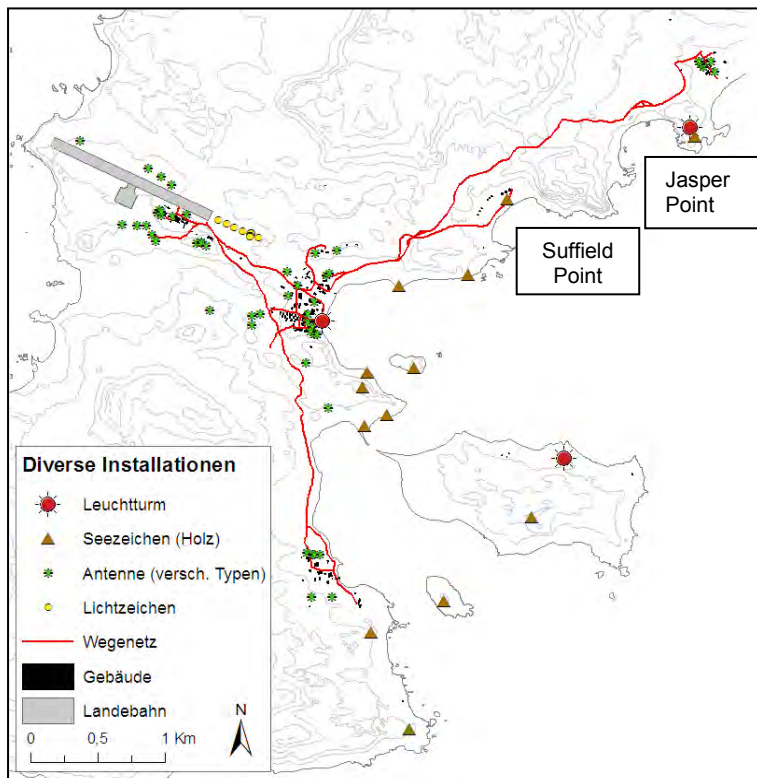 Jasper
Point
Suffield
Point
Diverse Installationen
Leuchtturm
Seezeichen (Holz)
Antenne (versch. Typen)
Lichtzeichen
Wegenetz
Gebäude
Landebahn
N
0 0,5 1 Km